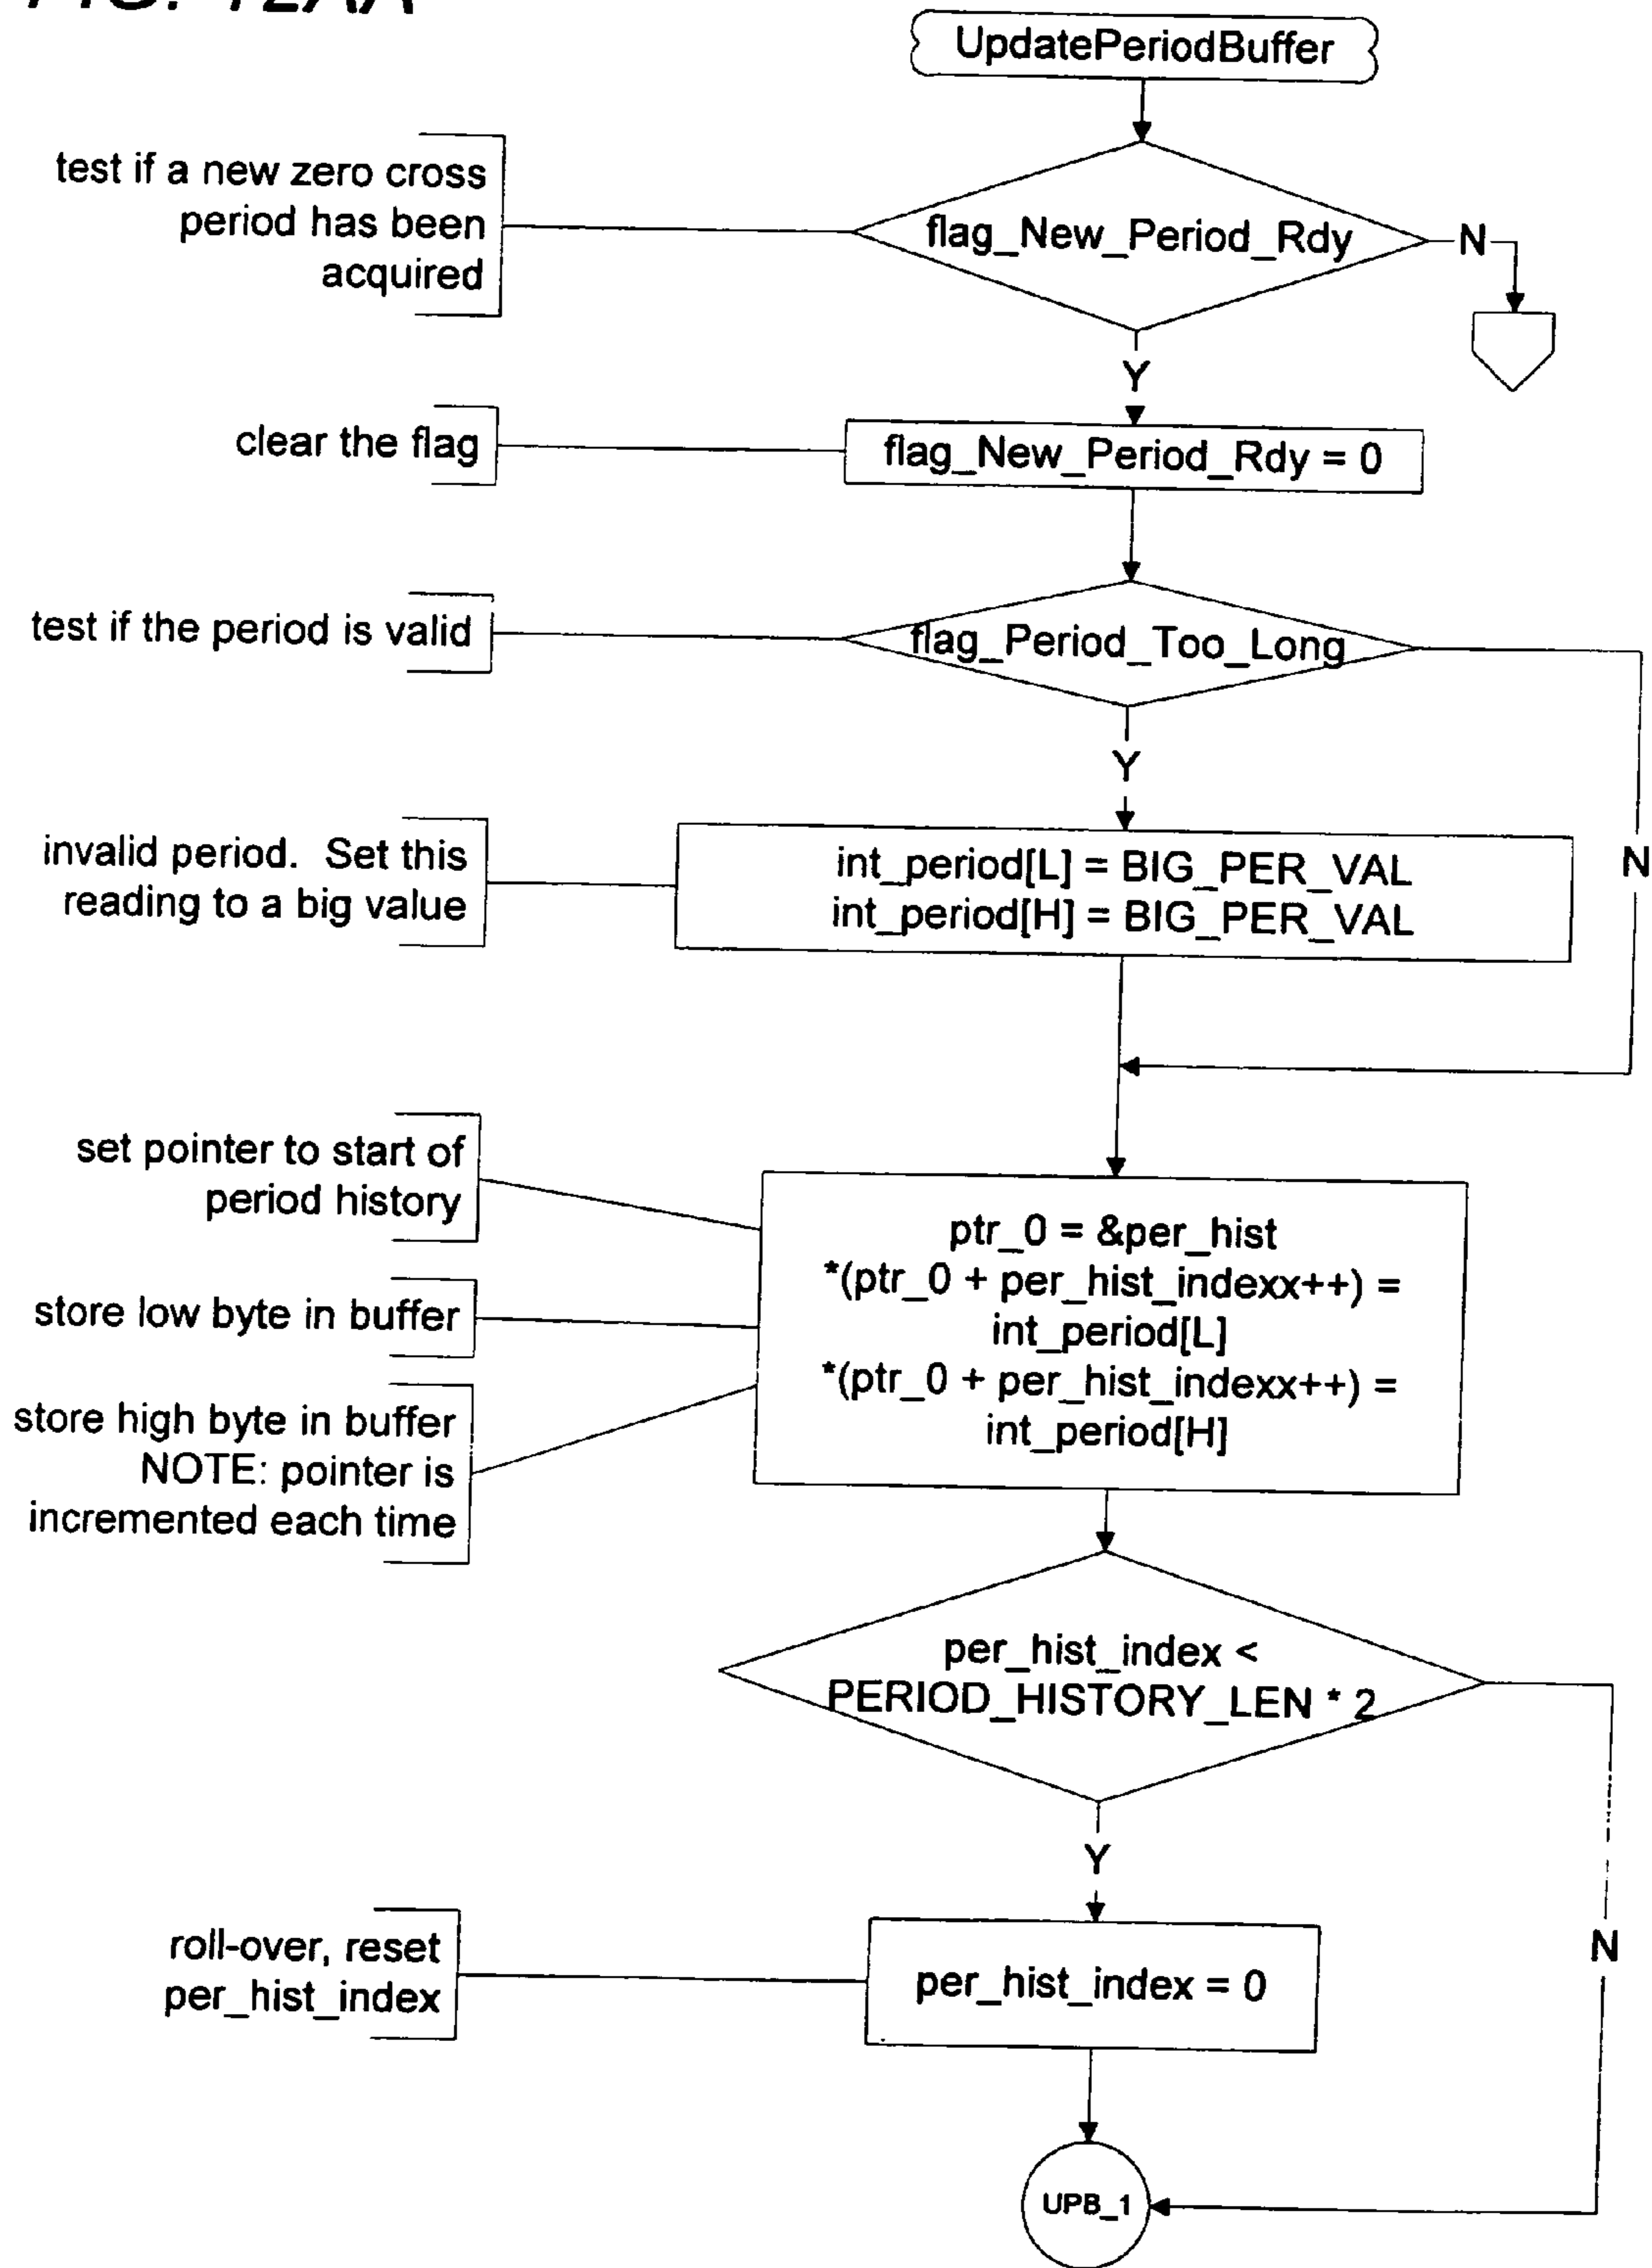 UpdatePeriodBuffer
test if a new zero cross
period has been
acquired
flag_New_Period_Rdy
N
Y
clear the flag
flag_New_Period_Rdy = 0
test if the period is valid
flag_Period_Too_Long
Y
N
invalid period. Set this
reading to a big value
int_period[L] = BIG_PER_VAL
int_period[H] = BIG_PER_VAL
set pointer to start of
period history
store low byte in buffer
store high byte in buffer
NOTE: pointer is
incremented each time
ptr_0 = &per_hist
*(ptr_0 + per_hist_indexx++) =
int_period[L]
*(ptr_0 + per_hist_indexx++) =
int_period[H]
per_hist_index <
PERIOD_HISTORY_LEN * 2
Y
N
roll-over, reset
per_hist_index
per_hist_index = 0
UPB_1